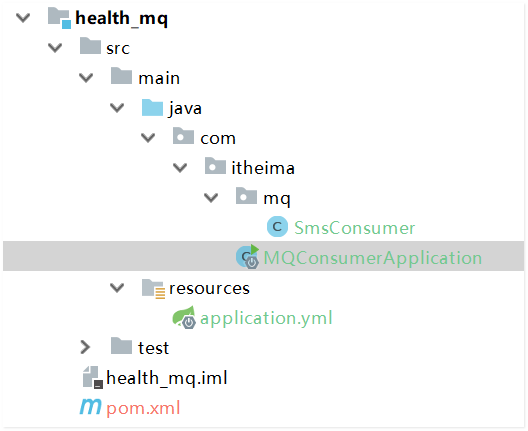 health_mq
src
main
java
com
itheima
mq
SmsConsumer
MQConsumerApplication
resources
application.yml
test
health_mq.iml
pom.xml